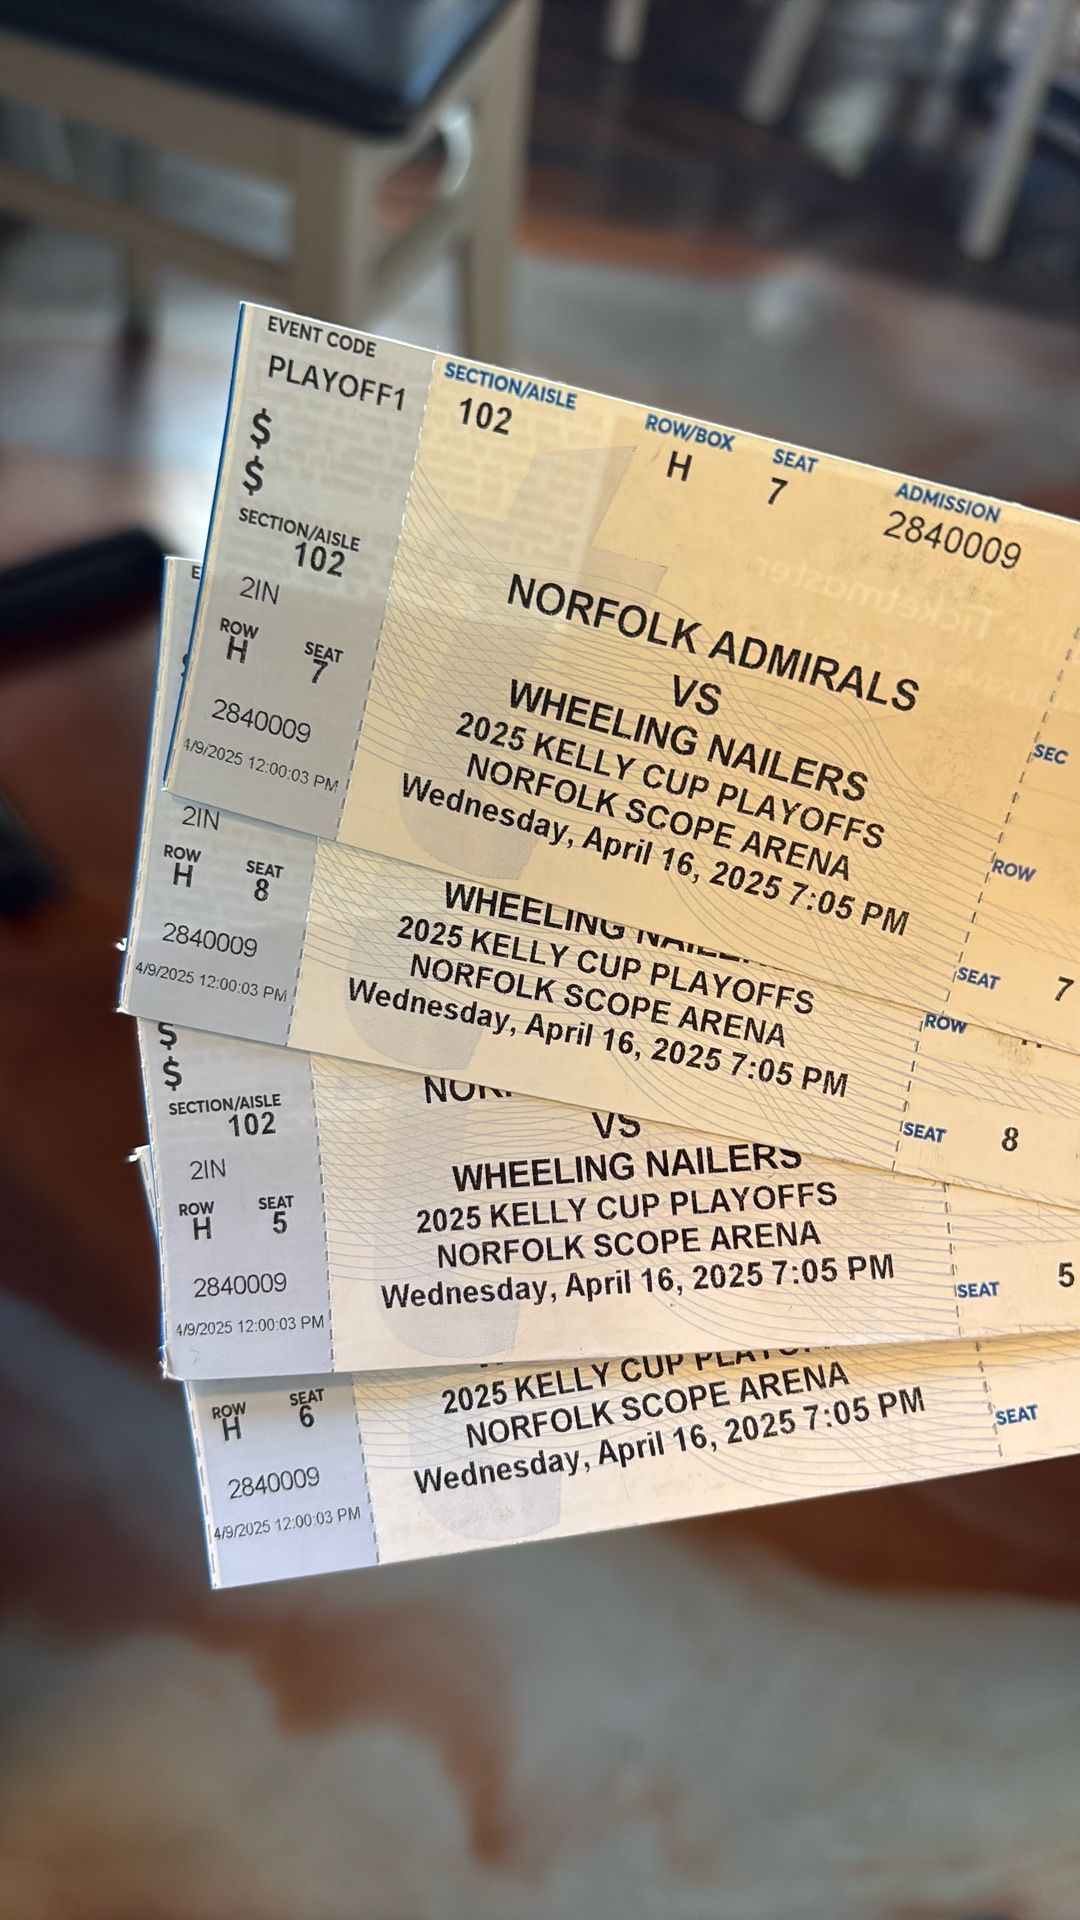 EVENT CODE
PLAYOFF1
$
$
SECTION/AISLE
102
2IN
ROW SEAT
H 7
2840009
4/9/2025 12:00:03 PM
SECTION/AISLE ROW/BOX SEAT ADMISSION
102 H 7 2840009
Ticketmaster
NORFOLK ADMIRALS
VS
WHEELING NAILERS
2025 KELLY CUP PLAYOFFS
NORFOLK SCOPE ARENA
Wednesday, April 16, 2025 7:05 PM
SEC
ROW
SEAT 7
2IN
ROW SEAT
H 8
2840009
4/9/2025 12:00:03 PM
WHEELING NAILERS
2025 KELLY CUP PLAYOFFS
NORFOLK SCOPE ARENA
Wednesday, April 16, 2025 7:05 PM
ROW
SEAT 8
$
$
SECTION/AISLE
102
2IN
ROW SEAT
H 5
2840009
4/9/2025 12:00:03 PM
VS
WHEELING NAILERS
2025 KELLY CUP PLAYOFFS
NORFOLK SCOPE ARENA
Wednesday, April 16, 2025 7:05 PM
SEAT 5
ROW SEAT
H 6
2840009
4/9/2025 12:00:03 PM
2025 KELLY CUP PLAYOFFS
NORFOLK SCOPE ARENA
Wednesday, April 16, 2025 7:05 PM
SEAT